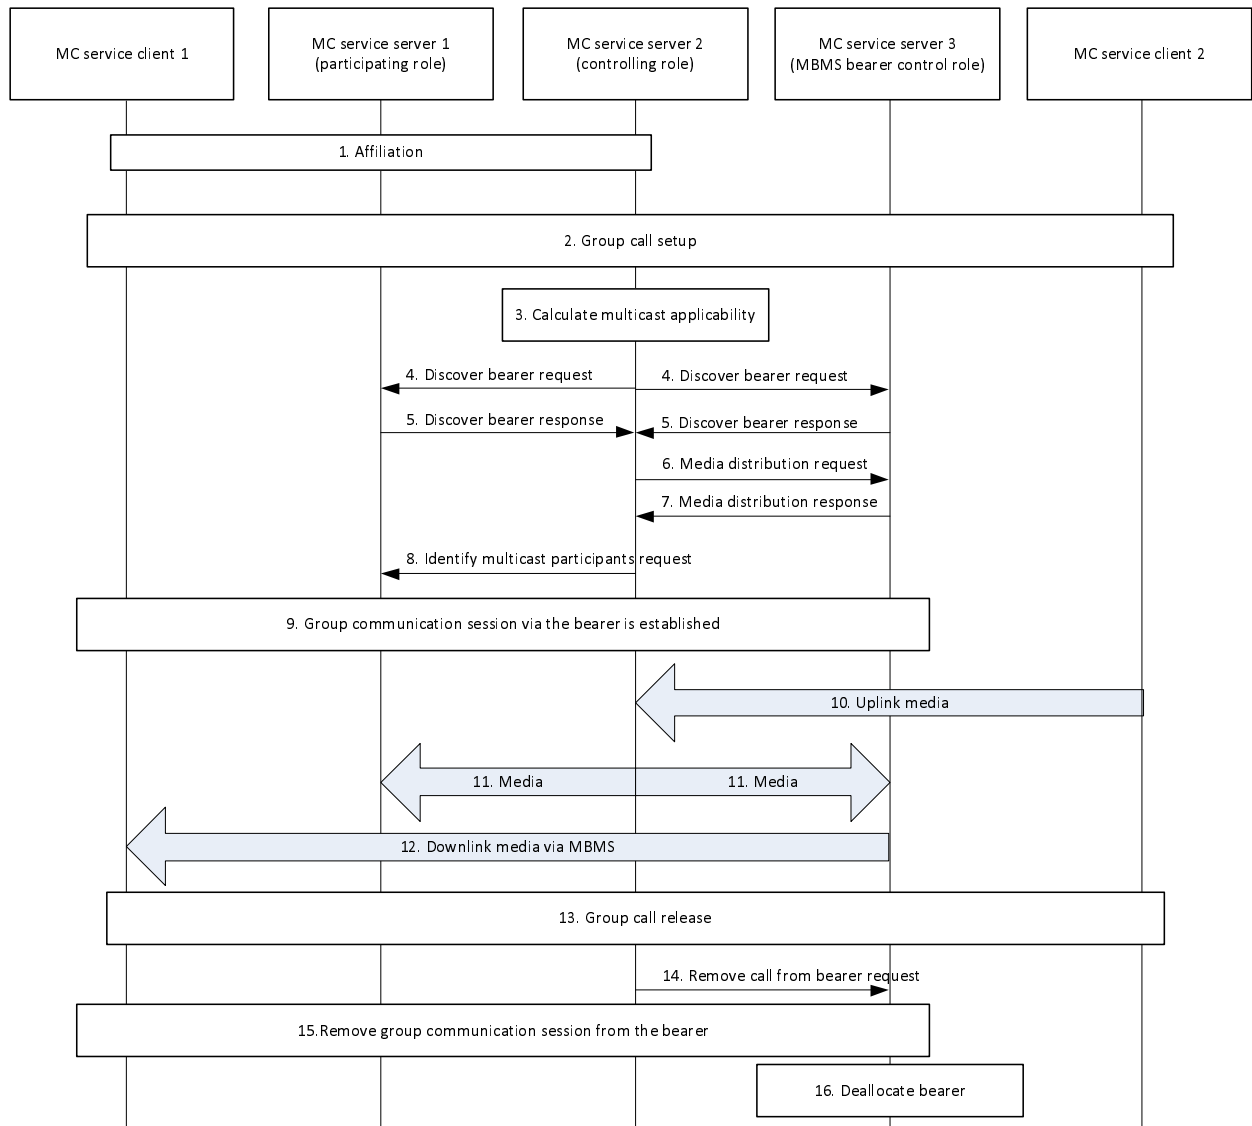 MC service client 1
MC service server 1
(participating role)
MC service server 2
(controlling role)
MC service server 3
(MBMS bearer control role)
MC service client 2
1. Affiliation
2. Group call setup
3. Calculate multicast applicability
4. Discover bearer request
4. Discover bearer request
5. Discover bearer response
5. Discover bearer response
6. Media distribution request
7. Media distribution response
8. Identify multicast participants request
9. Group communication session via the bearer is established
10. Uplink media
11. Media
11. Media
12. Downlink media via MBMS
13. Group call release
14. Remove call from bearer request
15.Remove group communication session from the bearer
16. Deallocate bearer